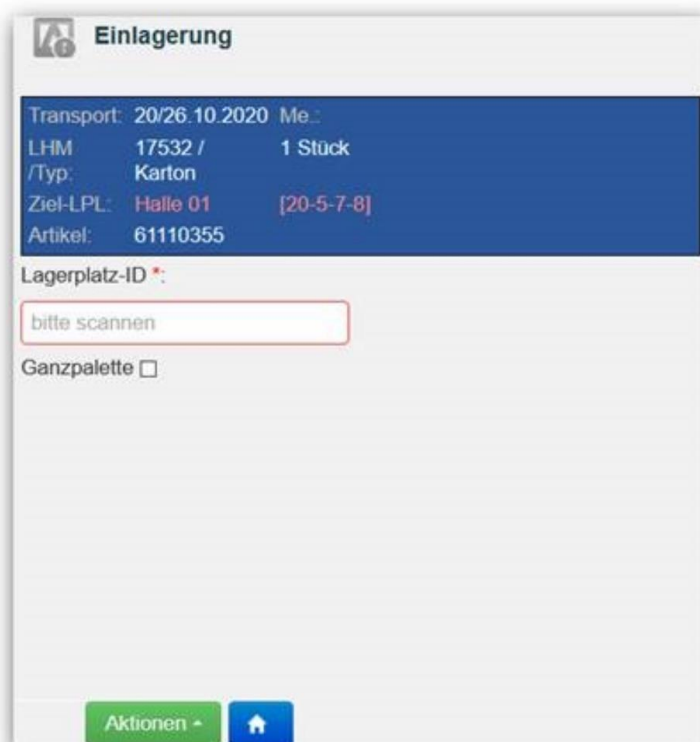 Einlagerung
Transport: 20/26.10.2020 Me.:
LHM 17532 / 1 Stück
/Typ: Karton
Ziel-LPL: Halle 01 [20-5-7-8]
Artikel: 61110355
Lagerplatz-ID *:
bitte scannen
Ganzpalette
Aktionen